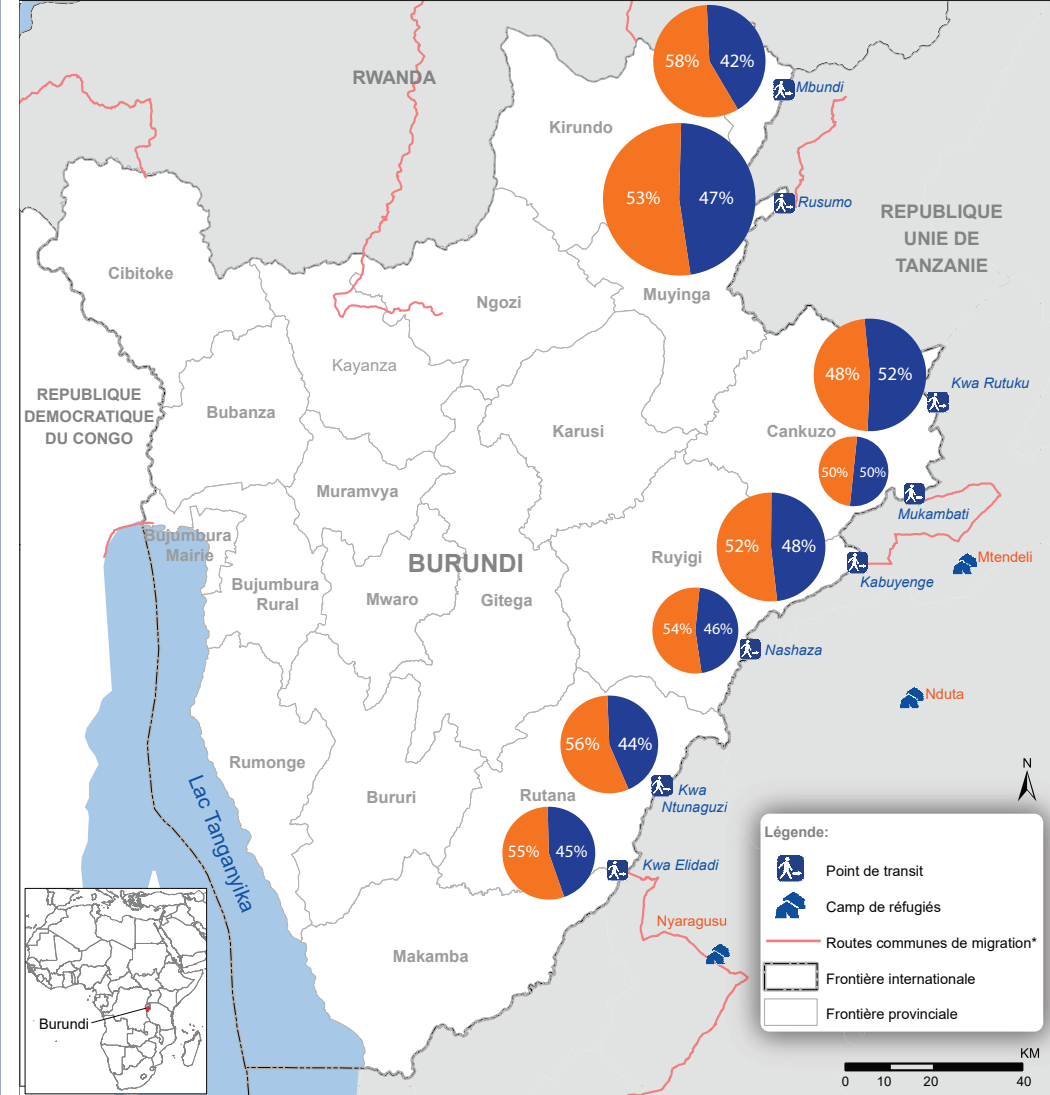 58%
42%
RWANDA
Mbundi
Kirundo
53%
47%
Rusumo
REPUBLIQUE
UNIE DE
TANZANIE
Cibitoke
Ngozi
Muyinga
Kayanza
48%
52%
Kwa Rutuku
REPUBLIQUE
DEMOCRATIQUE
DU CONGO
Bubanza
Karusi
Cankuzo
50%
50%
Muramvya
Mukambati
Bujumbura
Mairie
52%
48%
Ruyigi
BURUNDI
Mtendeli
Kabuyenge
Bujumbura
Rural
Mwaro
Gitega
54%
46%
Nashaza
Nduta
56%
44%
Rumonge
Bururi
Rutana
Kwa
Ntunaguzi
Lac Tanganyika
55%
45%
Kwa Elidadi
Nyaragusu
Makamba
Burundi
N
Légende:
Point de transit
Camp de réfugiés
Routes communes de migration*
Frontière internationale
Frontière provinciale
KM
0 10 20 40